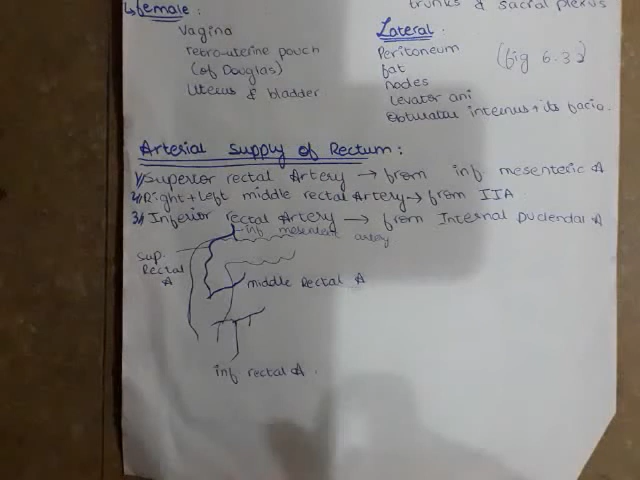 ↳ female:
Vagina
retro-uterine pouch
(of Douglas)
Uterus & bladder
trunks & sacral plexus
Lateral:
Peritoneum
fat
nodes
Levator ani
Obturator internus + its facia.
(fig 6.32)
Arterial supply of Rectum:
1) Superior rectal Artery → from inf mesenteric A
2) Right + Left middle rectal Artery → from IIA
3) Inferior rectal Artery → from Internal pudendal A
inf mesenteric artery
Sup.
Rectal
A
middle Rectal A
inf rectal A.